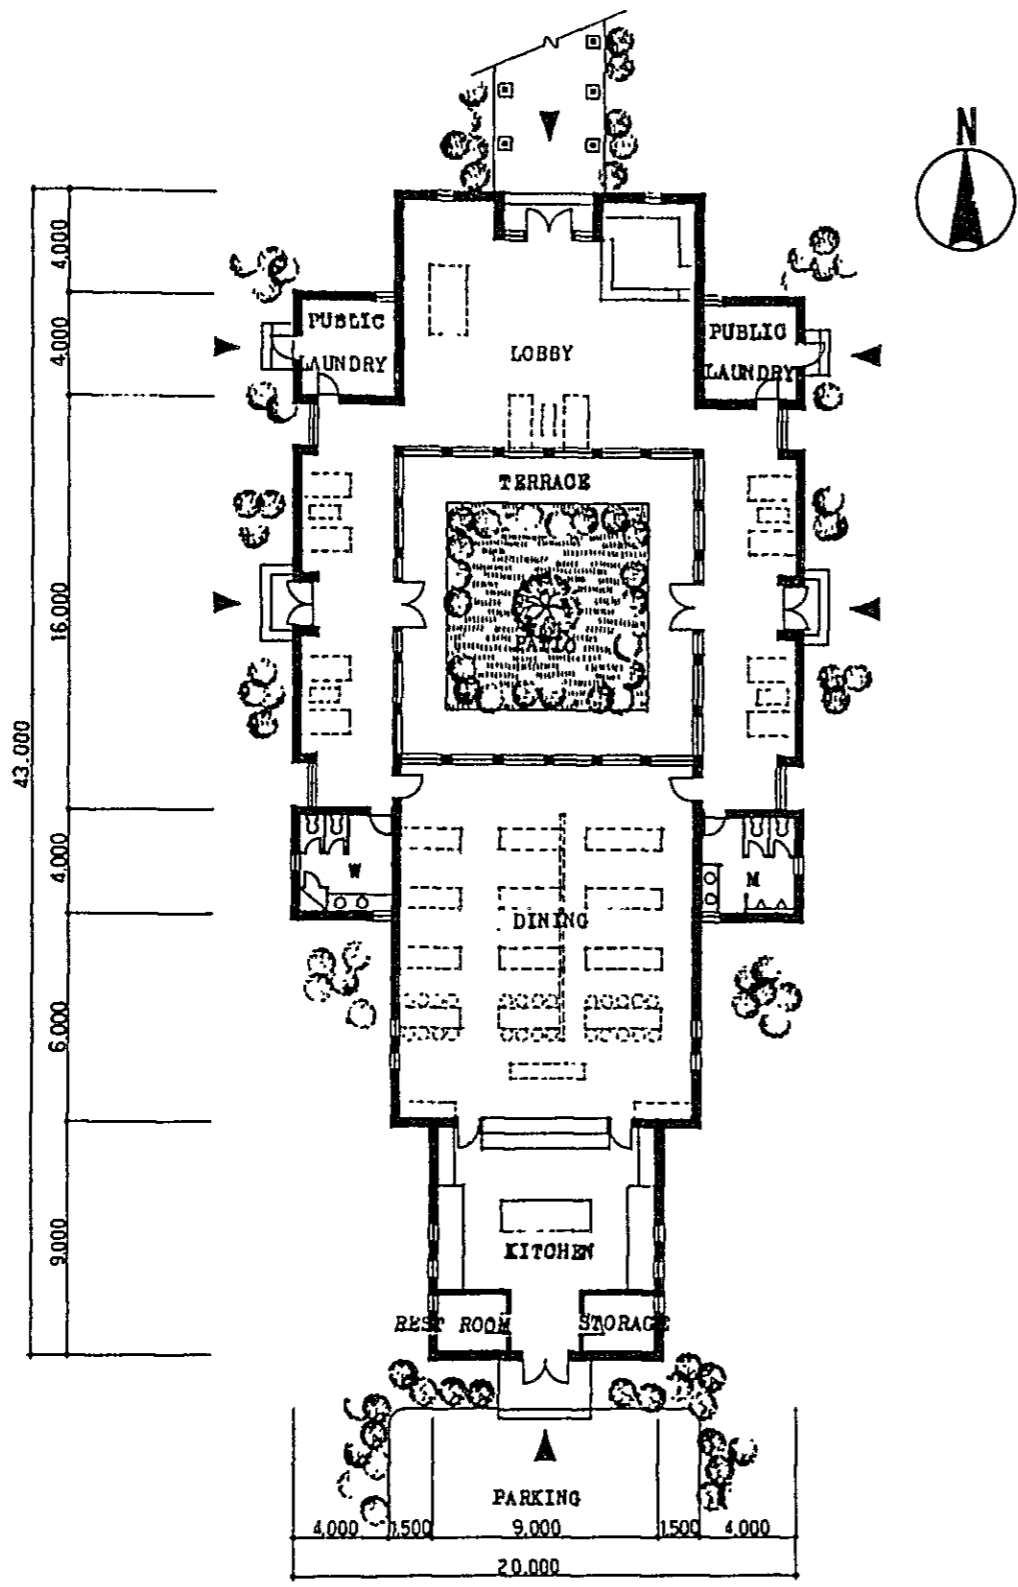 N
4,000
PUBLIC
LAUNDRY
4,000
LOBBY
PUBLIC
LAUNDRY
TERRACE
16,000
PATIO
43.000
4,000
W
M
DINING
6,000
9.000
KITCHEN
REST ROOM
STORAGE
PARKING
4,000
1,500
9,000
1,500
4,000
20.000